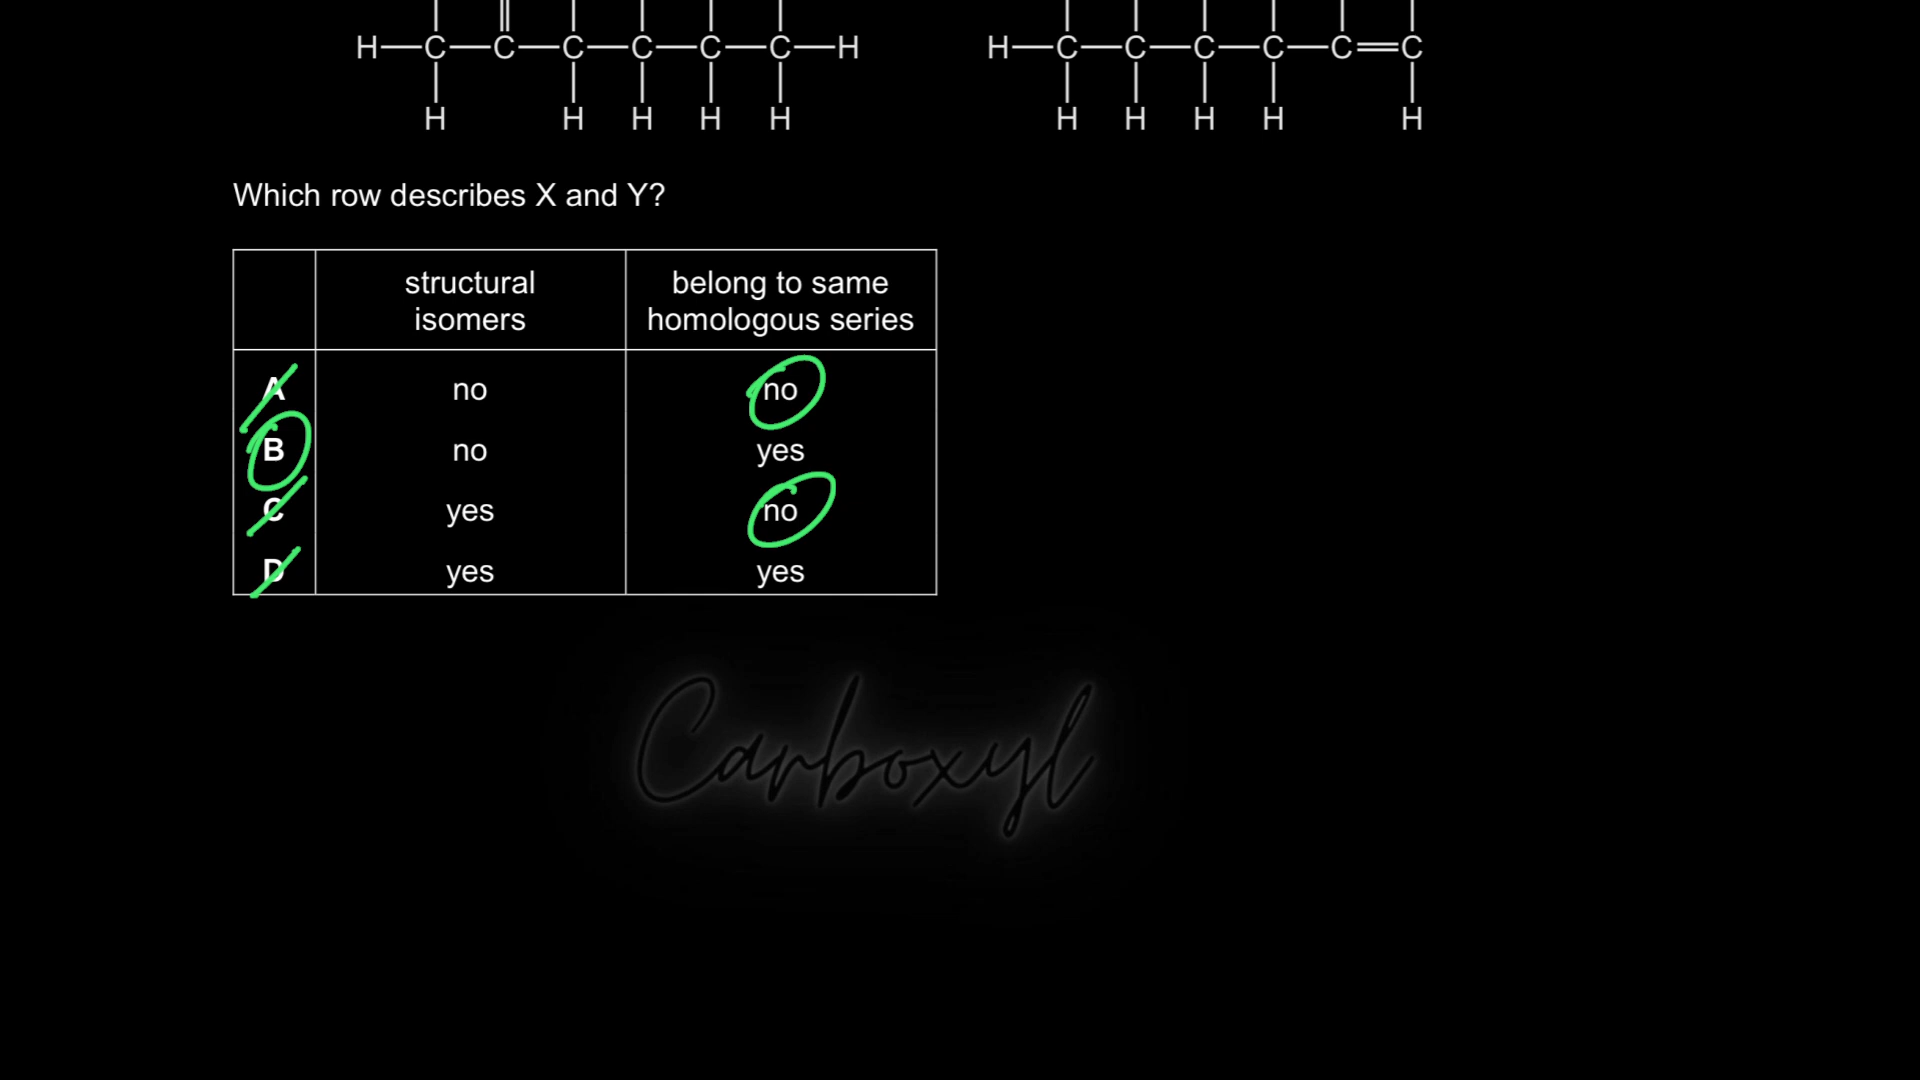 H C C C C C C H H C C C C C C
H H H H H H H H H H
Which row describes X and Y?
structural belong to same
isomers homologous series
A no no
B no yes
C yes no
D yes yes
Carboxyl